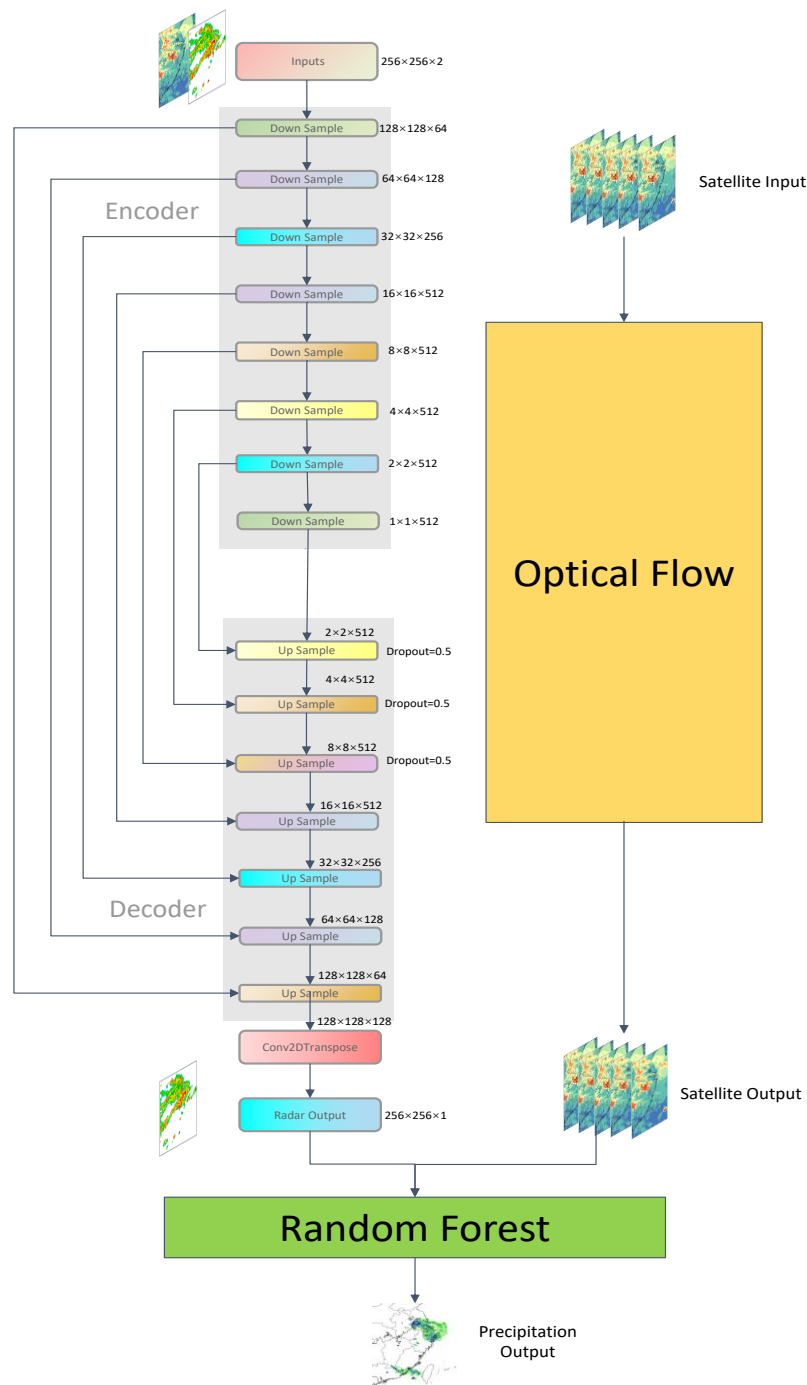 Inputs
256×256×2
Down Sample
128×128×64
Down Sample
64×64×128
Encoder
Down Sample
32×32×256
Down Sample
16×16×512
Down Sample
8×8×512
Down Sample
4×4×512
Down Sample
2×2×512
Down Sample
1×1×512
2×2×512
Up Sample
Dropout=0.5
4×4×512
Up Sample
Dropout=0.5
8×8×512
Up Sample
Dropout=0.5
16×16×512
Up Sample
32×32×256
Up Sample
Decoder
64×64×128
Up Sample
128×128×64
Up Sample
128×128×128
Conv2DTranspose
Radar Output
256×256×1
Satellite Input
Optical Flow
Satellite Output
Random Forest
Precipitation
Output